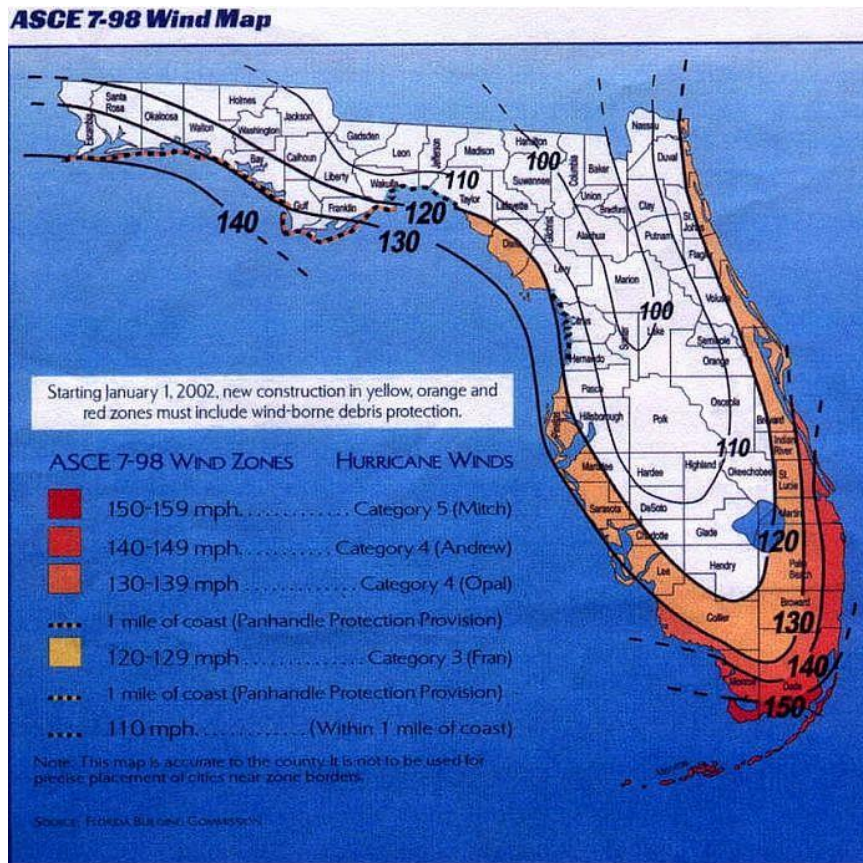 ASCE 7-98 Wind Map
Santa Rosa
Escambia
Okaloosa
Walton
Holmes
Washington
Jackson
Bay
Calhoun
Gulf
Liberty
Franklin
Gadsden
Leon
Wakulla
Jefferson
Madison
Taylor
Hamilton
Suwannee
Lafayette
Columbia
Dixie
Gilchrist
Levy
Baker
Union
Bradford
Alachua
Nassau
Duval
Clay
St. Johns
Putnam
Flagler
Marion
Volusia
Citrus
Sumter
Lake
Hernando
Seminole
Orange
Pasco
Pinellas
Hillsborough
Polk
Osceola
Brevard
Indian River
Manatee
Hardee
Highland
Okeechobee
St. Lucie
Sarasota
DeSoto
Martin
Charlotte
Glade
Lee
Hendry
Palm Beach
Collier
Broward
Monroe
Dade
Monroe
140
130
120
110
100
100
110
120
130
140
150
Starting January 1, 2002, new construction in yellow, orange and
red zones must include wind-borne debris protection.
ASCE 7-98 WIND ZONES HURRICANE WINDS
150-159 mph............Category 5 (Mitch)
140-149 mph............Category 4 (Andrew)
130-139 mph............Category 4 (Opal)
1 mile of coast (Panhandle Protection Provision)
120-129 mph............Category 3 (Fran)
1 mile of coast (Panhandle Protection Provision)
110 mph............(Within 1 mile of coast)
Note: This map is accurate to the county. It is not to be used for
precise placement of cities near zone borders.
SOURCE: FLORIDA BUILDING COMMISSION